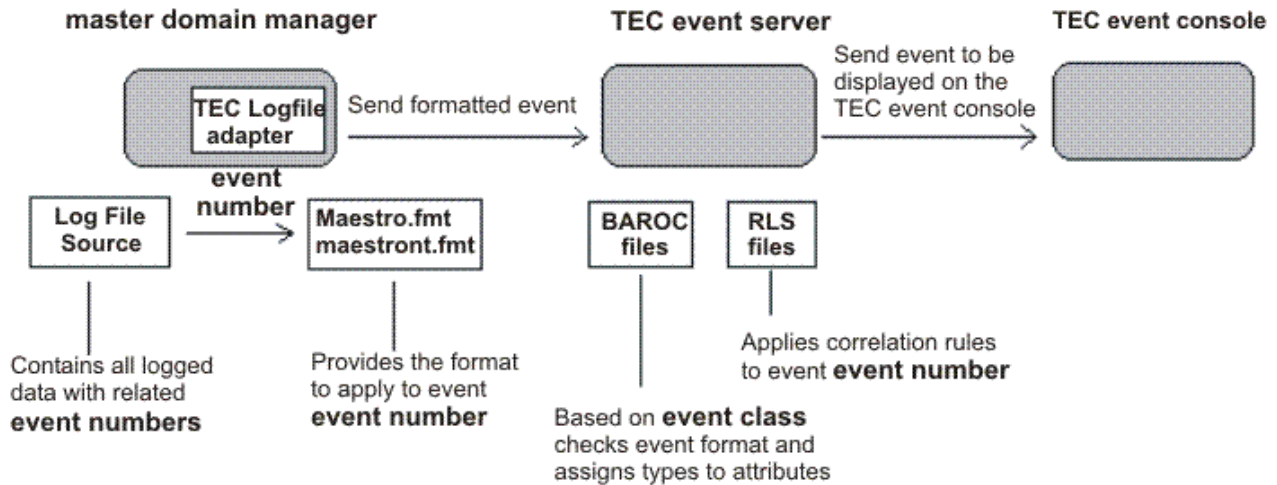 master domain manager
TEC event server
TEC event console
TEC Logfile
adapter
Send formatted event
Send event to be
displayed on the
TEC event console
event
number
Log File
Source
Maestro.fmt
maestront.fmt
BAROC
files
RLS
files
Contains all logged
data with related
event numbers
Provides the format
to apply to event
event number
Based on event class
checks event format and
assigns types to attributes
Applies correlation rules
to event event number